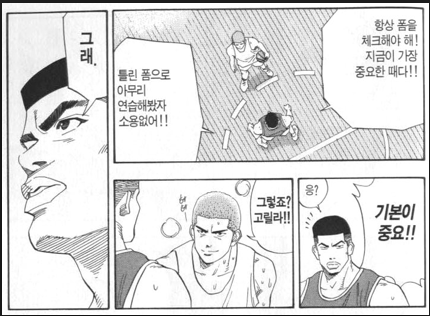 항상 폼을
체크해야 해!
지금이 가장
중요한 때다!!
틀린 폼으로
아무리
연습해봤자
소용없어!!
그래.
응?
기본이
중요!!
그렇죠?
고릴라!!
헤헤